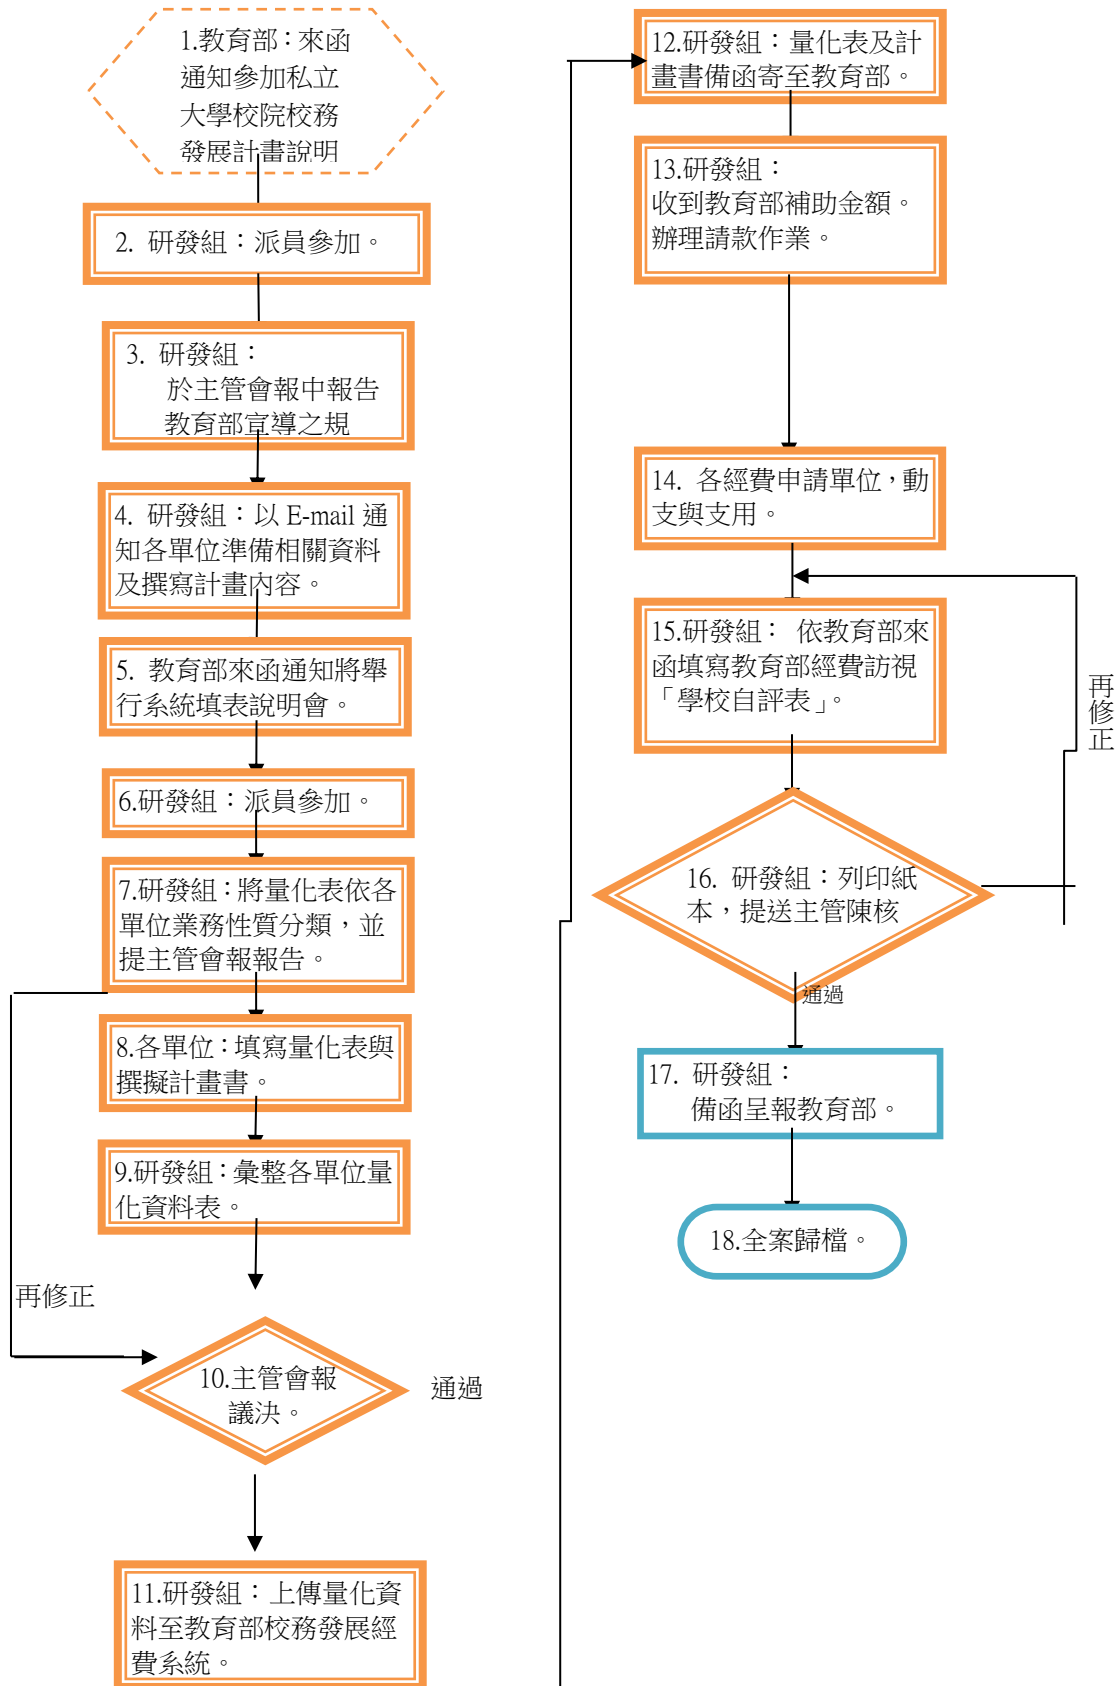 1.教育部：來函
通知參加私立
大學校院校務
發展計畫說明
2. 研發組：派員參加。
3. 研發組：
於主管會報中報告
教育部宣導之規
4. 研發組：以 E-mail 通
知各單位準備相關資料
及撰寫計畫內容。
5. 教育部來函通知將舉
行系統填表說明會。
6.研發組：派員參加。
7.研發組：將量化表依各
單位業務性質分類，並
提主管會報報告。
8.各單位：填寫量化表與
撰擬計畫書。
9.研發組：彙整各單位量
化資料表。
再修正
10.主管會報
議決。
通過
11.研發組：上傳量化資
料至教育部校務發展經
費系統。
12.研發組：量化表及計
畫書備函寄至教育部。
13.研發組：
收到教育部補助金額。
辦理請款作業。
14. 各經費申請單位，動
支與支用。
15.研發組： 依教育部來
函填寫教育部經費訪視
「學校自評表」。
再修正
16. 研發組：列印紙
本，提送主管陳核
通過
17. 研發組：
備函呈報教育部。
18.全案歸檔。